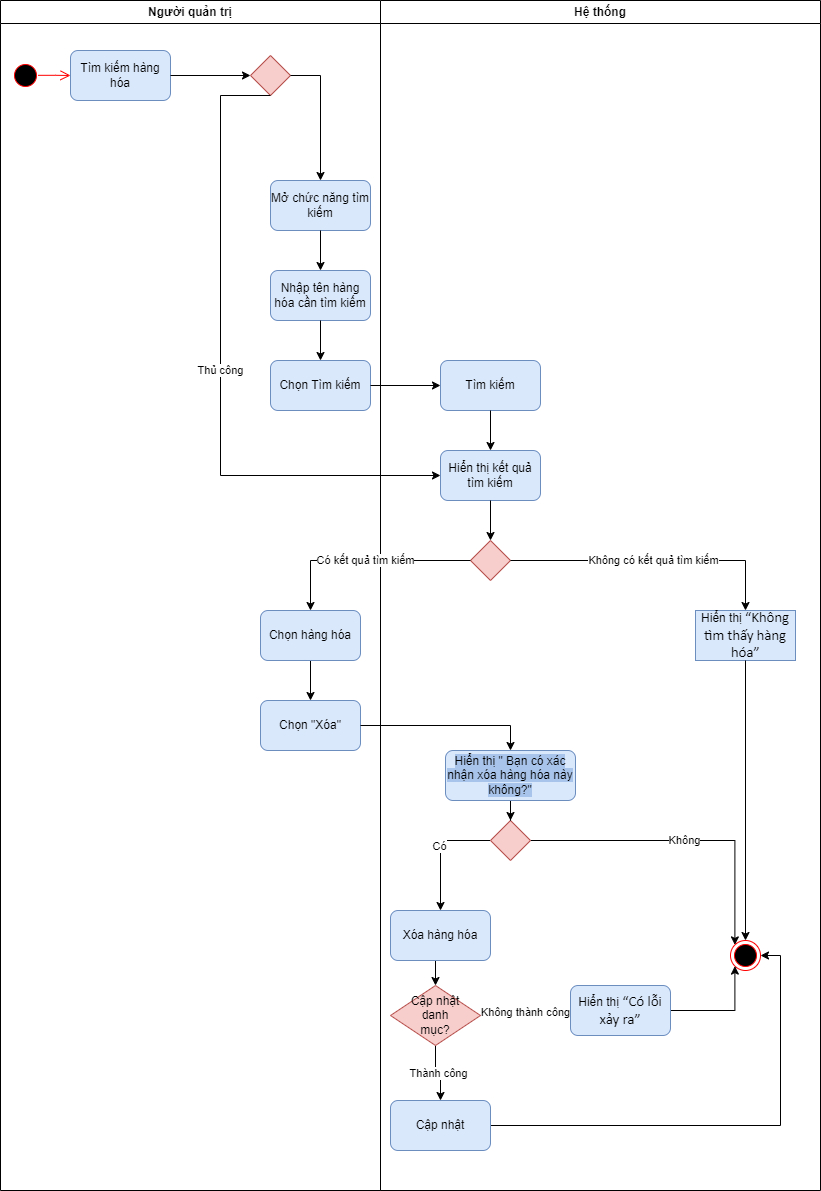 Người quản trị
Hệ thống
Tìm kiếm hàng
hóa
Mở chức năng tìm
kiếm
Nhập tên hàng
hóa cần tìm kiếm
Thủ công
Chọn Tìm kiếm
Tìm kiếm
Hiển thị kết quả
tìm kiếm
Có kết quả tìm kiếm
Không có kết quả tìm kiếm
Chọn hàng hóa
Hiển thị “Không
tìm thấy hàng
hóa”
Chọn "Xóa"
Hiển thị " Bạn có xác
nhận xóa hàng hóa này
không?"
Có
Không
Xóa hàng hóa
Cập nhật
danh
mục?
Không thành công
Hiển thị “Có lỗi
xảy ra”
Thành công
Cập nhật